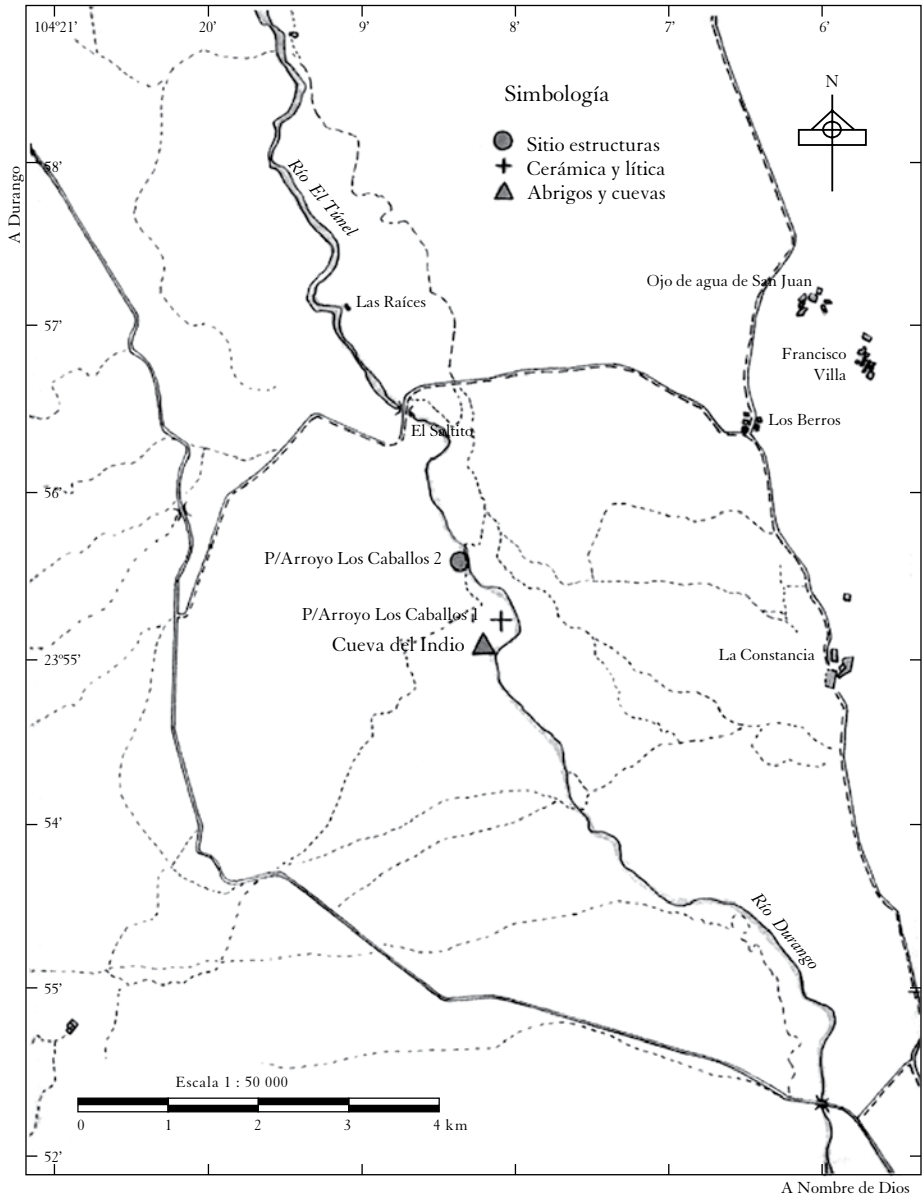 104°21'
20'
9'
8'
7'
6'
A Durango
58'
57'
56'
23°55'
54'
55'
52'
N
Simbología
Sitio estructuras
Cerámica y lítica
Abrigos y cuevas
Río El Túnel
Las Raíces
Ojo de agua de San Juan
Francisco
Villa
Los Berros
El Saltito
P/Arroyo Los Caballos 2
P/Arroyo Los Caballos 1
Cueva del Indio
La Constancia
Río Durango
Escala 1 : 50 000
0 1 2 3 4 km
A Nombre de Dios